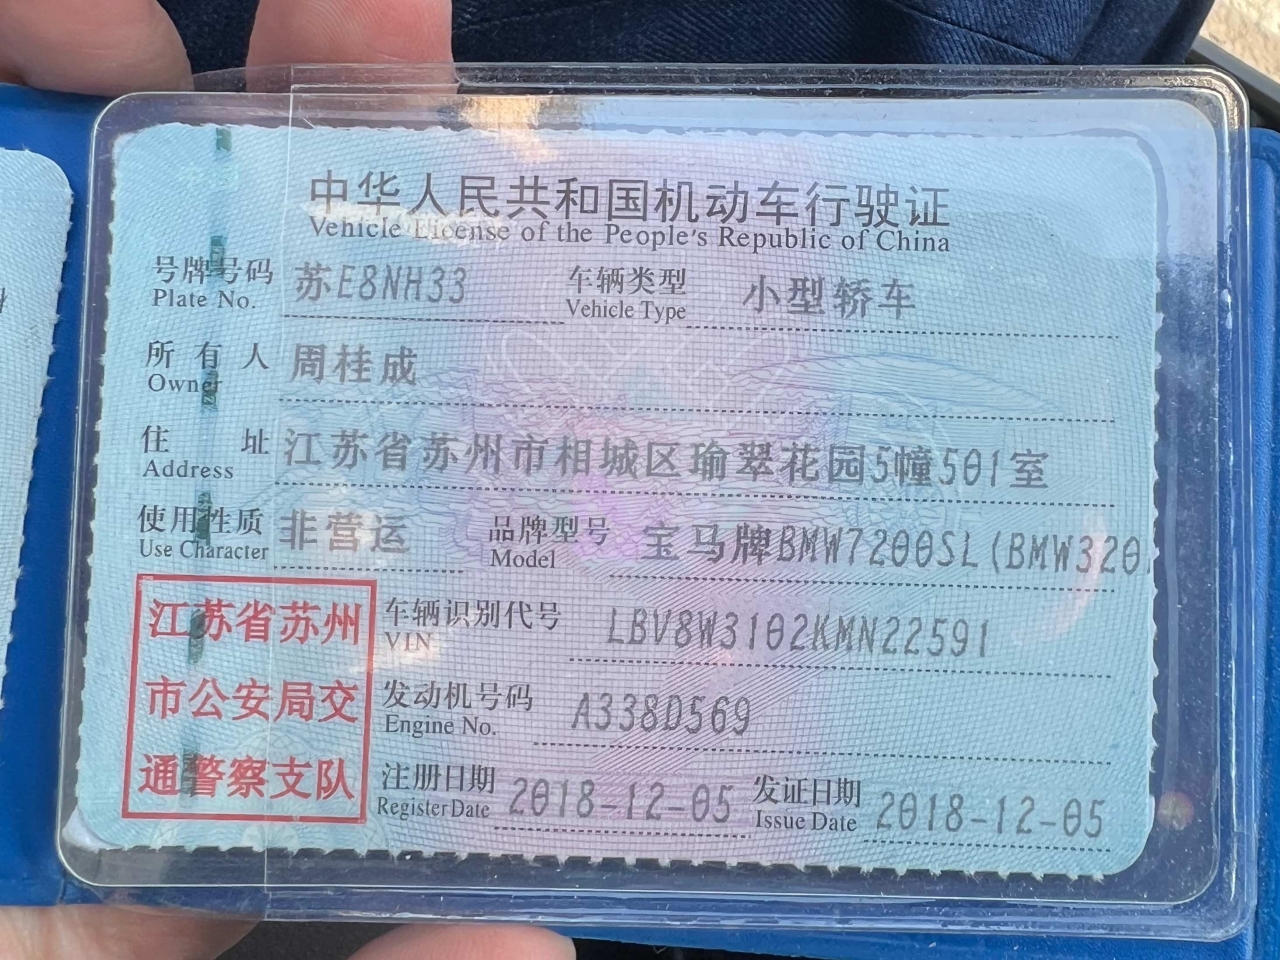 中华人民共和国机动车行驶证
Vehicle License of the People's Republic of China
号牌号码 苏E8NH33 车辆类型 小型轿车
Plate No. Vehicle Type
所有人 周桂成
Owner
住址 江苏省苏州市相城区瑜翠花园5幢501室
Address
使用性质 非营运 品牌型号 宝马牌BMW7200SL(BMW320
Use Character Model
江苏省苏州
市公安局交
通警察支队
车辆识别代号 LBV8W3102KMN22591
VIN
发动机号码 A338D569
Engine No.
注册日期 2018-12-05 发证日期 2018-12-05
Register Date Issue Date